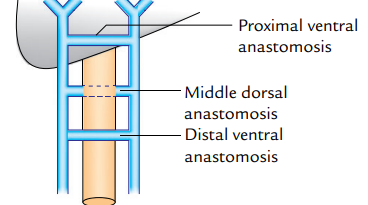 Proximal ventral
anastomosis
Middle dorsal
anastomosis
Distal ventral
anastomosis